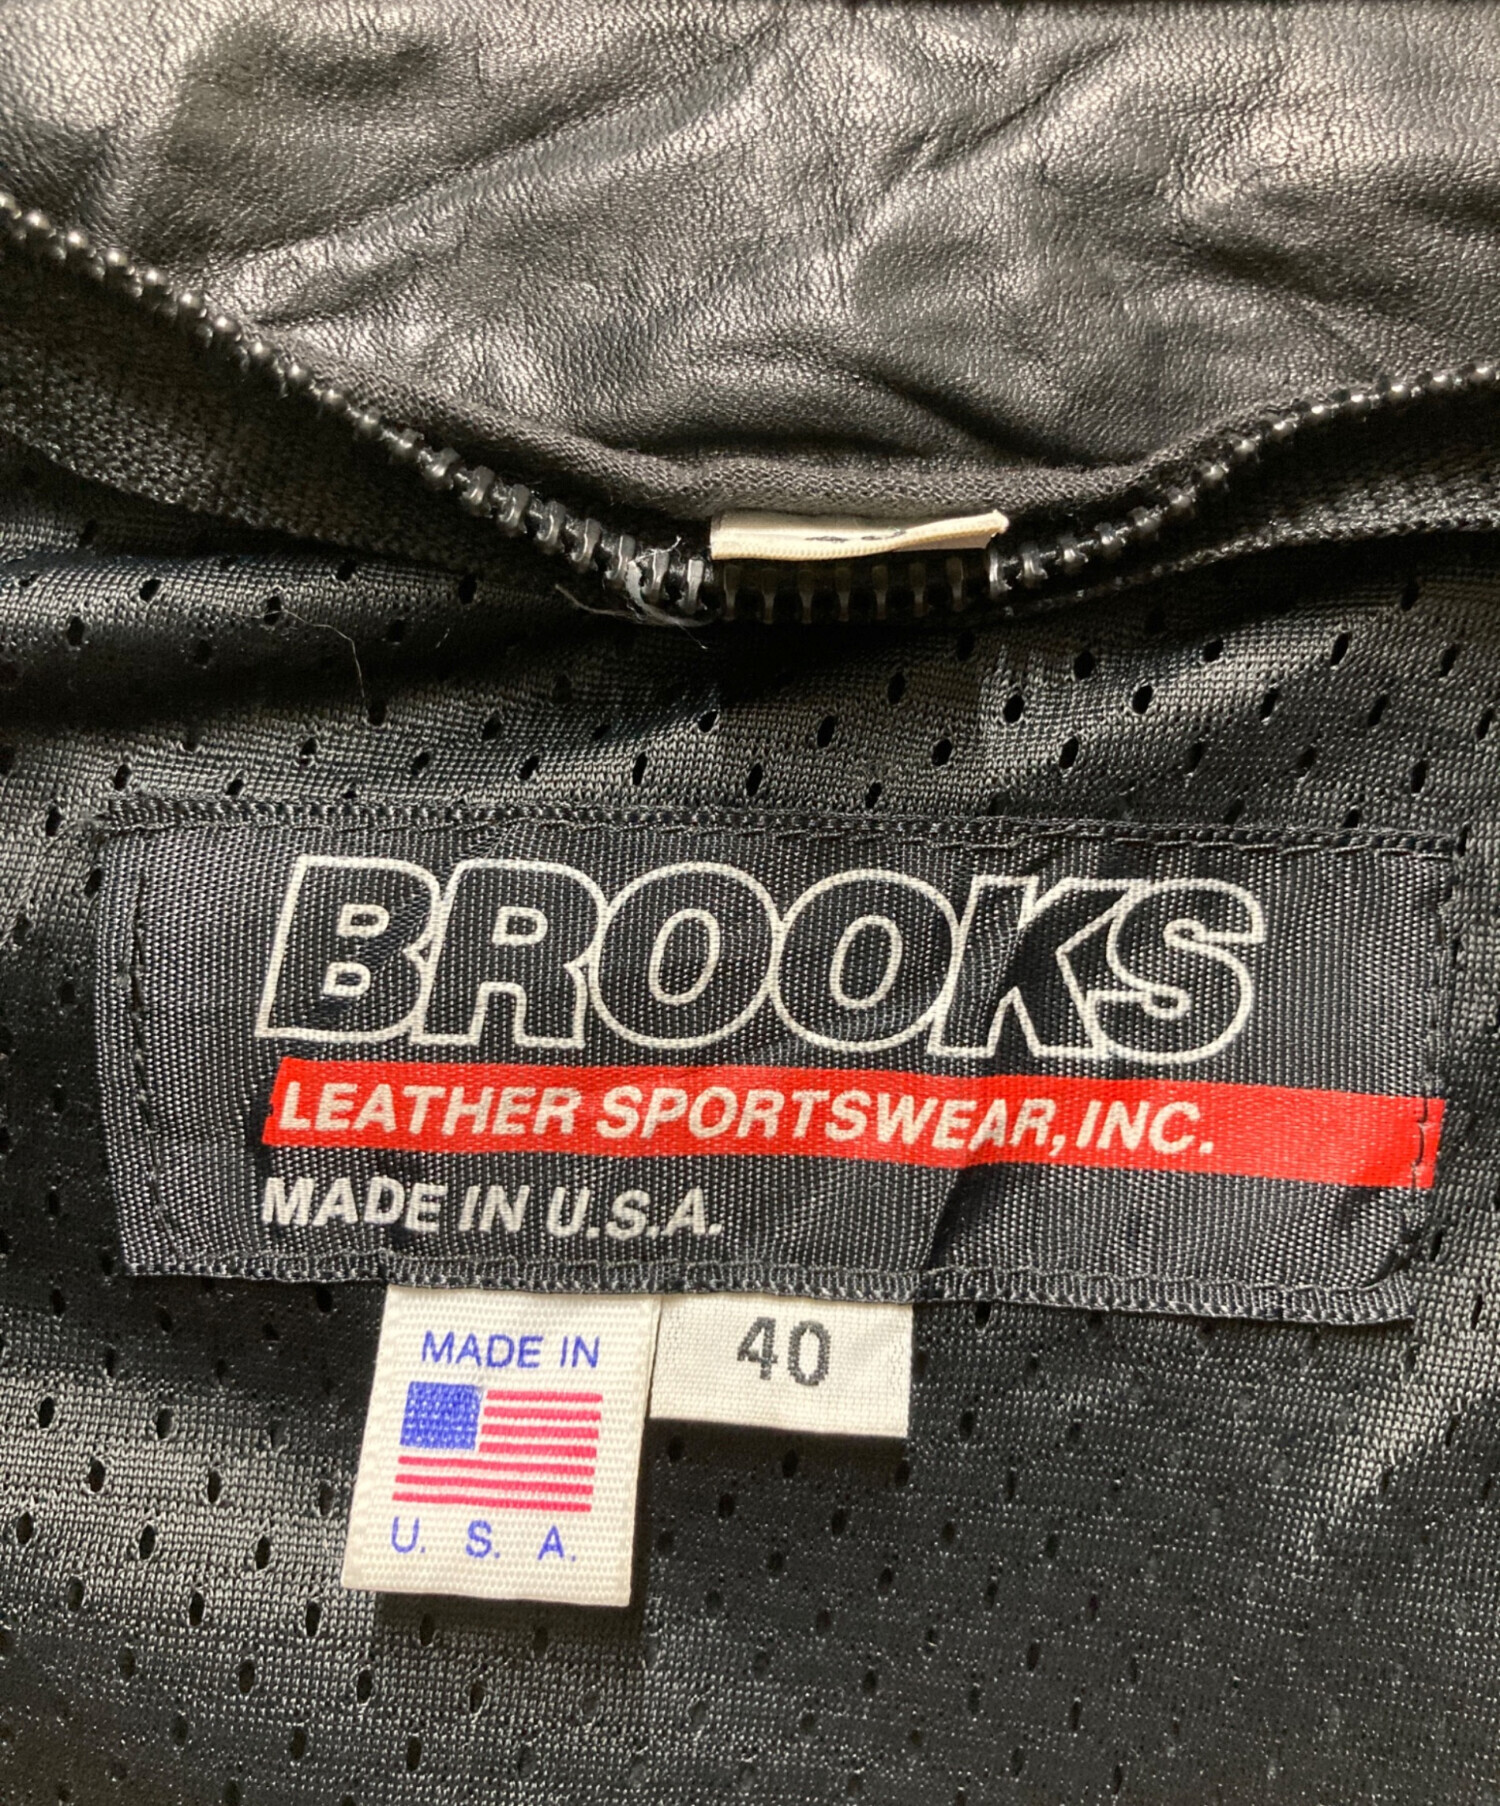 BROOKS
LEATHER SPORTSWEAR, INC.
MADE IN U.S.A.
MADE IN
U. S. A.
40